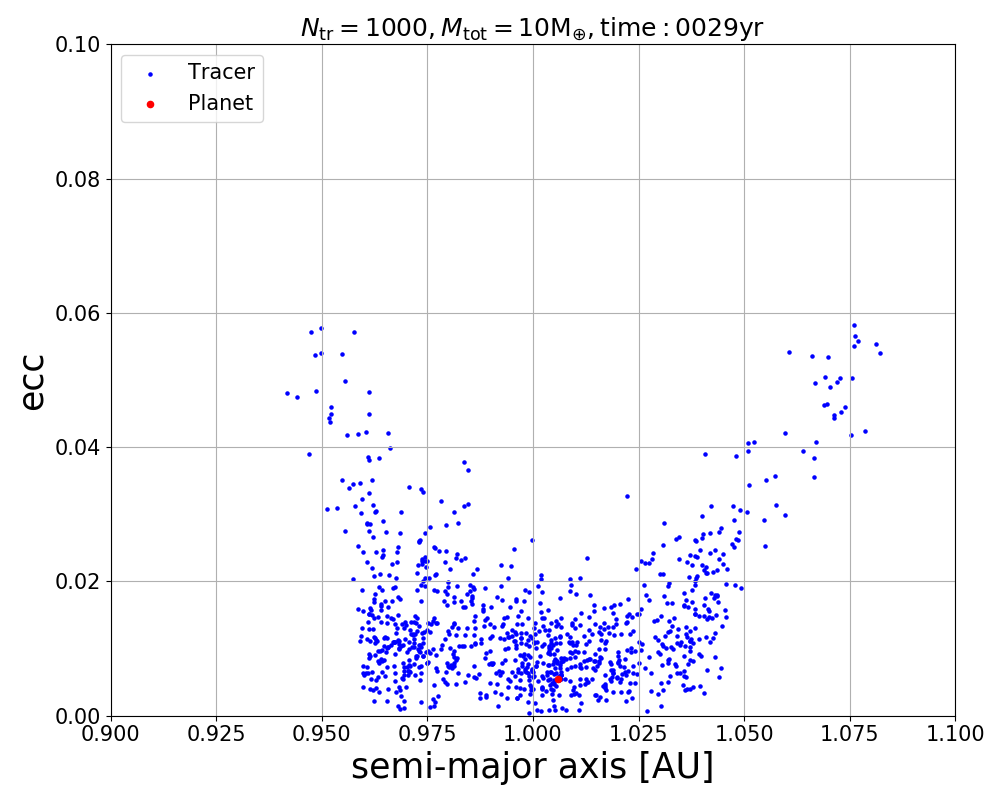 N_tr = 1000, M_tot = 10M_⊕, time : 0029yr
0.10
Tracer
Planet
0.08
0.06
ecc
0.04
0.02
0.00
0.900 0.925 0.950 0.975 1.000 1.025 1.050 1.075 1.100
semi-major axis [AU]